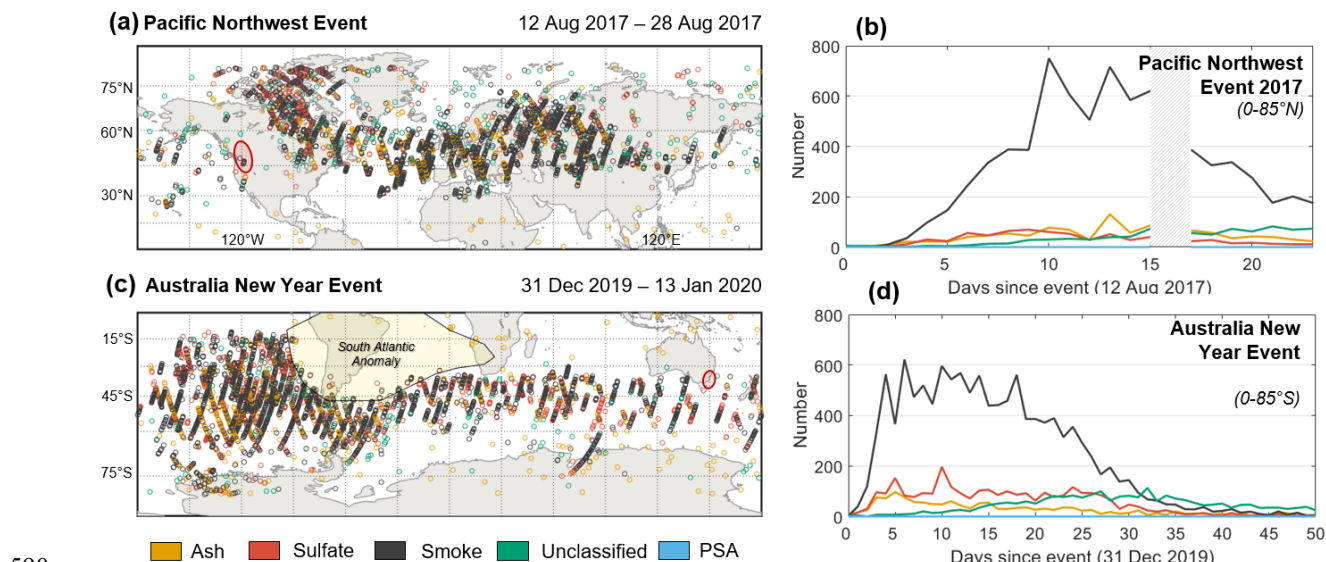 (a) Pacific Northwest Event 12 Aug 2017 – 28 Aug 2017
75°N
60°N
30°N
120°W 120°E
(b)
800
600
400
200
0
Number
Pacific Northwest
Event 2017
(0-85°N)
0 5 10 15 20
Days since event (12 Aug 2017)
(c) Australia New Year Event 31 Dec 2019 – 13 Jan 2020
15°S
45°S
75°S
South Atlantic
Anomaly
(d)
800
600
400
200
0
Number
Australia New
Year Event
(0-85°S)
0 5 10 15 20 25 30 35 40 45 50
Days since event (31 Dec 2019)
Ash Sulfate Smoke Unclassified PSA